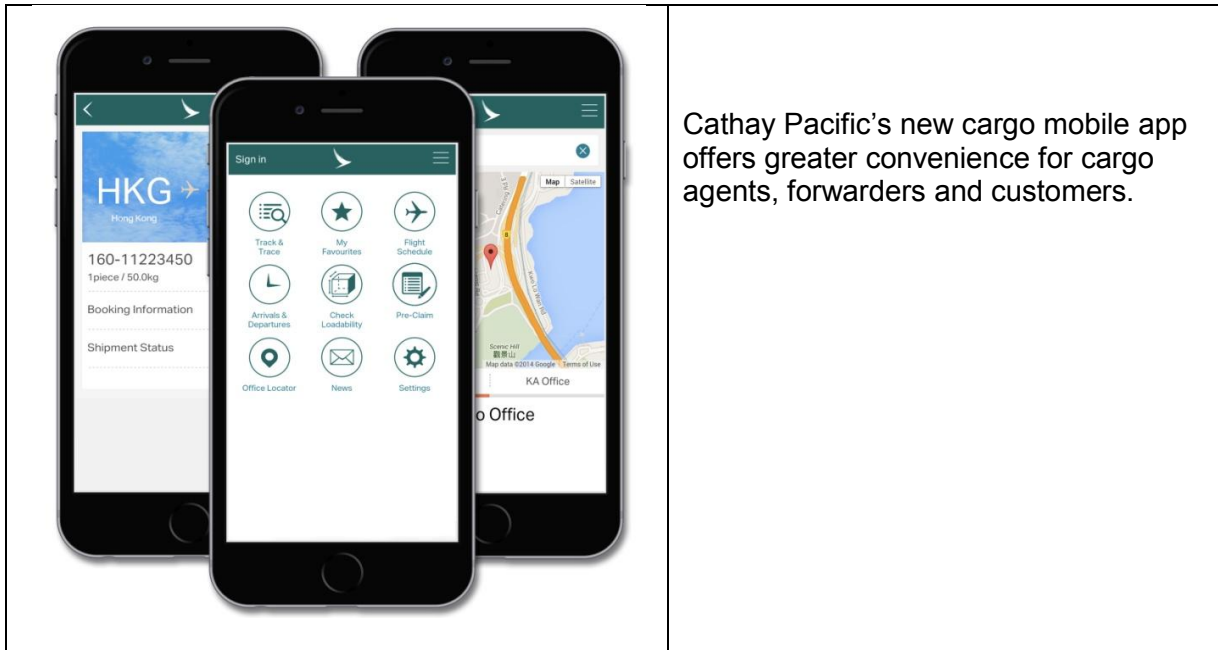 HKG
Hong Kong
160-11223450
1piece / 50.0kg
Booking Information
Shipment Status
Sign in
Track &
Trace
My
Favourites
Flight
Schedule
Arrivals &
Departures
Check
Loadability
Pre-Claim
Office Locator
News
Settings
Map Satellite
Scenic Hill
觀景山
Map data ©2014 Google Terms of Use
KA Office
o Office
Cathay Pacific’s new cargo mobile app
offers greater convenience for cargo
agents, forwarders and customers.